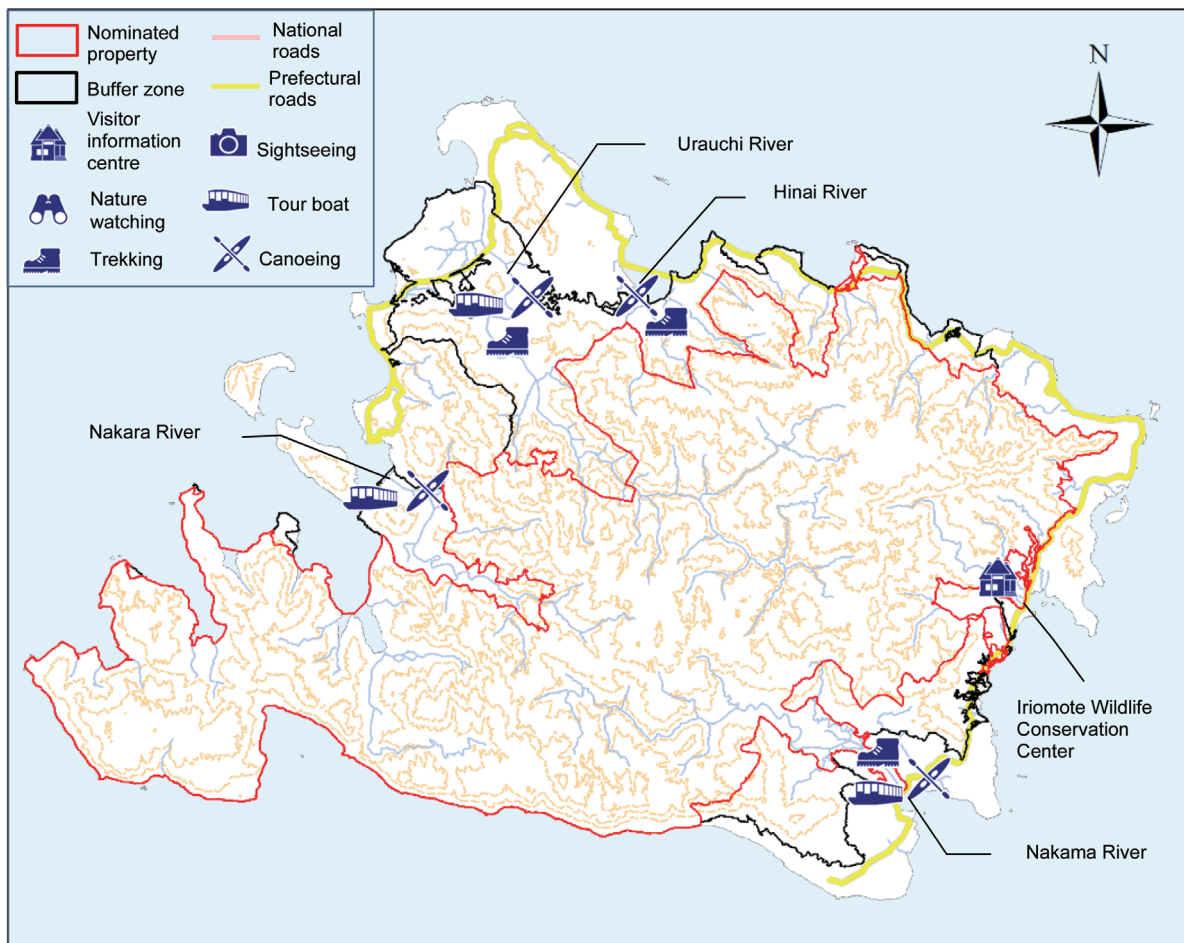 Nominated
property
National
roads
Buffer zone
Prefectural
roads
Visitor
information
centre
Sightseeing
Nature
watching
Tour boat
Trekking
Canoeing
N
Urauchi River
Hinai River
Nakara River
Iriomote Wildlife
Conservation
Center
Nakama River